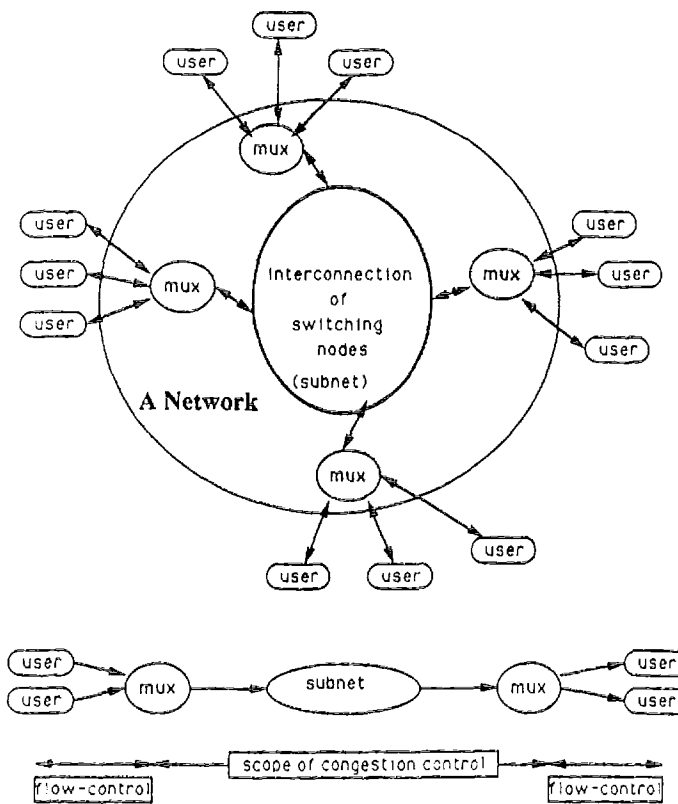 user
user
user
mux
user
user
user
mux
interconnection
of
switching
nodes
(subnet)
mux
user
user
user
A Network
mux
user
user
user
user
user
mux
subnet
mux
user
user
scope of congestion control
flow-control
flow-control